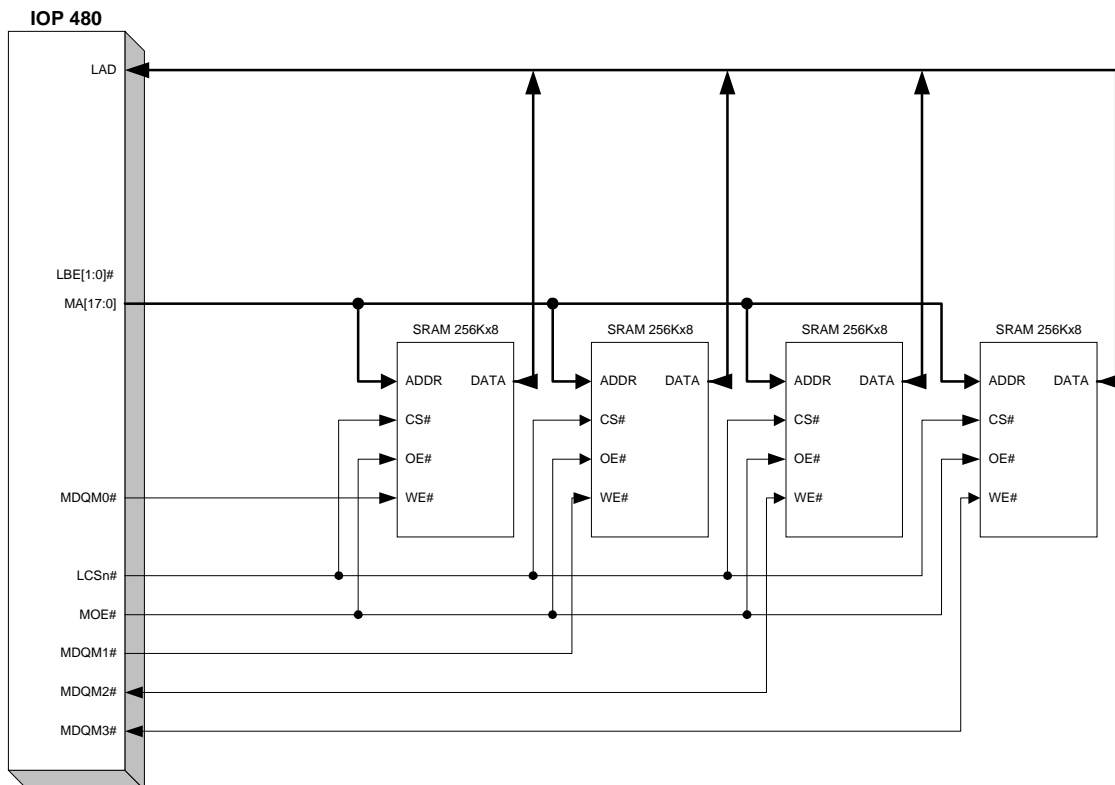 IOP 480
LAD
LBE[1:0]#
MA[17:0]
SRAM 256Kx8
SRAM 256Kx8
SRAM 256Kx8
SRAM 256Kx8
ADDR DATA
ADDR DATA
ADDR DATA
ADDR DATA
CS#
CS#
CS#
CS#
OE#
OE#
OE#
OE#
MDQM0#
WE#
WE#
WE#
WE#
LCSn#
MOE#
MDQM1#
MDQM2#
MDQM3#